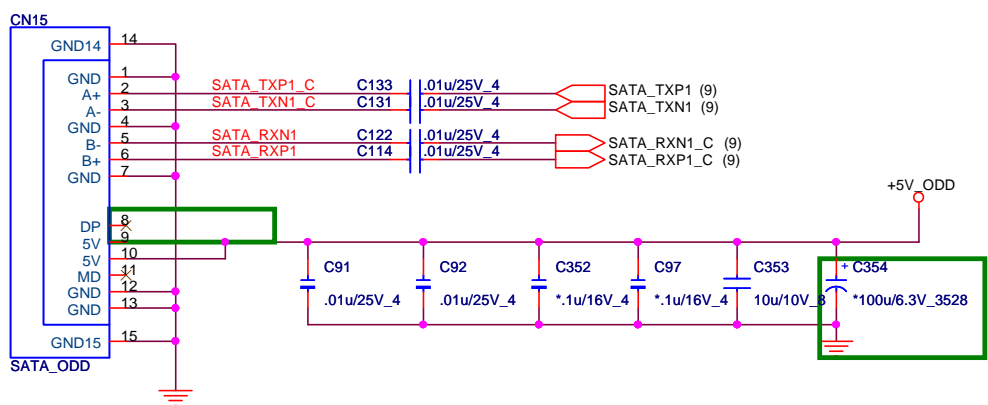 CN15
GND14 14
GND 1
A+ 2 SATA_TXP1_C C133 .01u/25V_4 SATA_TXP1 (9)
A- 3 SATA_TXN1_C C131 .01u/25V_4 SATA_TXN1 (9)
GND 4
B- 5 SATA_RXN1 C122 .01u/25V_4 SATA_RXN1_C (9)
B+ 6 SATA_RXP1 C114 .01u/25V_4 SATA_RXP1_C (9)
GND 7
+5V_ODD
DP 8
5V 9
5V 10
MD 11
GND 12
GND 13
GND15 15
SATA_ODD
C91 C92 C352 C97 C353 + C354
.01u/25V_4 .01u/25V_4 *.1u/16V_4 *.1u/16V_4 10u/10V_8 *100u/6.3V_3528